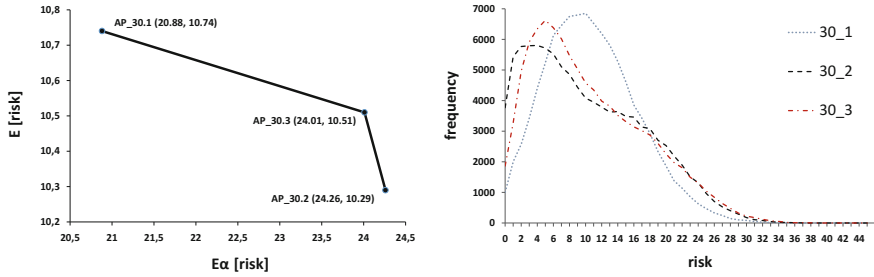 10,8
10,7
10,6
10,5
10,4
10,3
10,2
E [risk]
AP_30.1 (20.88, 10.74)
AP_30.3 (24.01, 10.51)
AP_30.2 (24.26, 10.29)
20,5 21 21,5 22 22,5 23 23,5 24 24,5
Eα [risk]
7000
6000
5000
4000
3000
2000
1000
0
frequency
30_1
30_2
30_3
0 2 4 6 8 10 12 14 16 18 20 22 24 26 28 30 32 34 36 38 40 42 44
risk